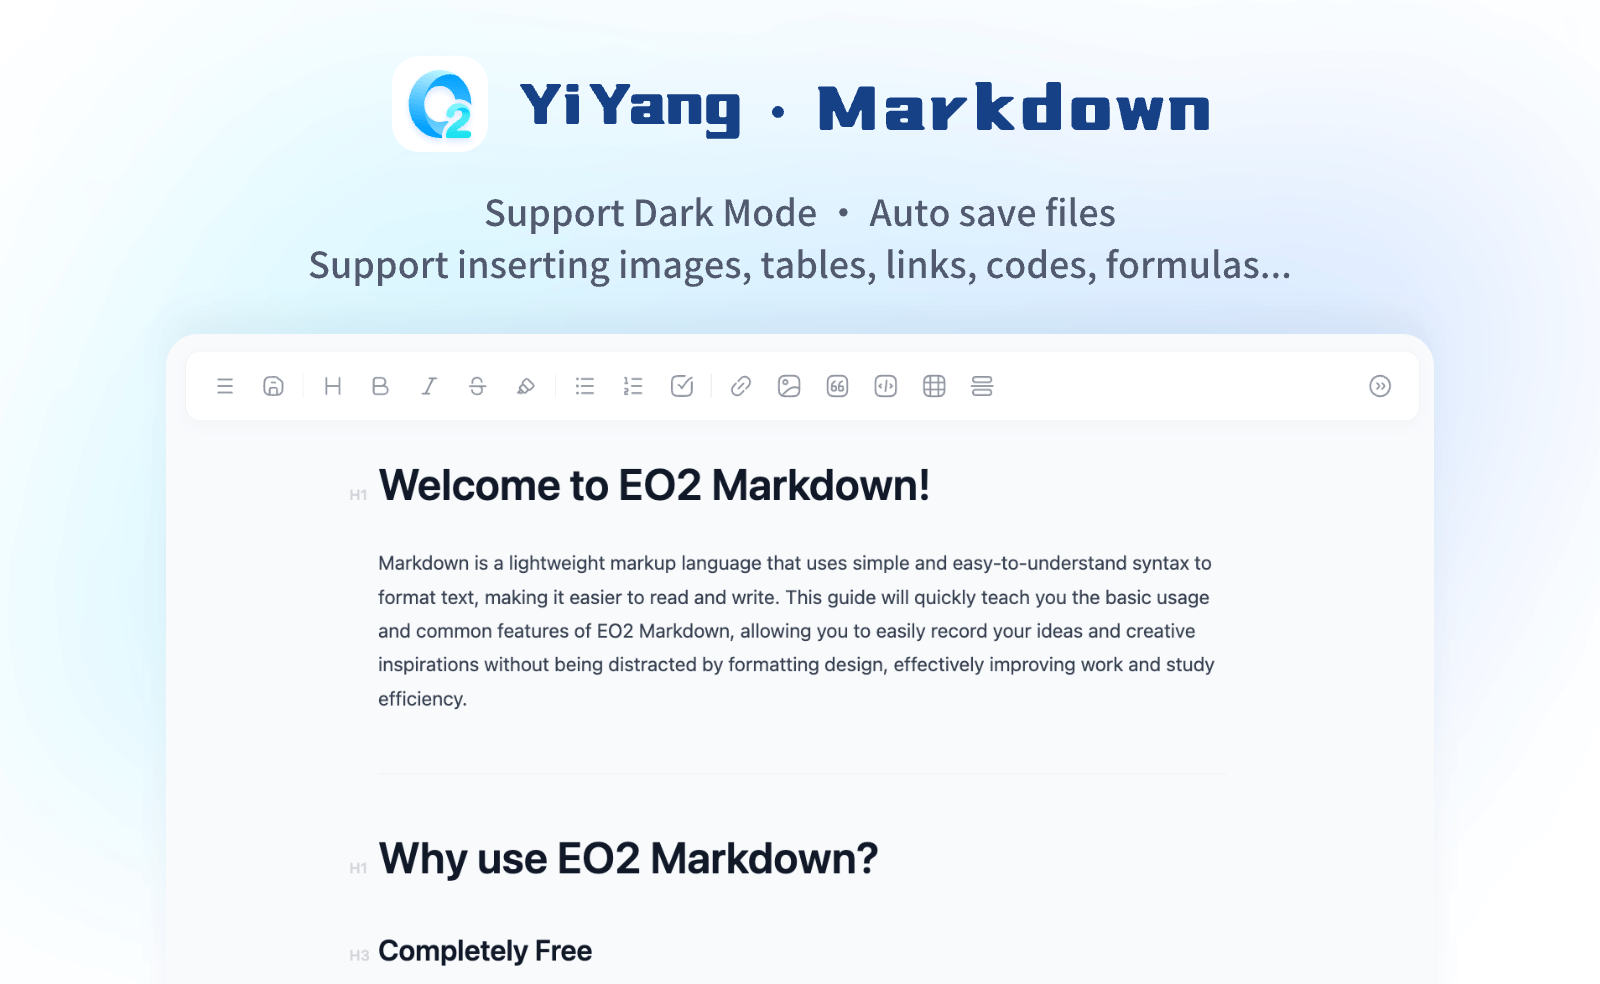 O2
YiYang · Markdown
Support Dark Mode · Auto save files
Support inserting images, tables, links, codes, formulas...
H B I S
H1 Welcome to EO2 Markdown!
Markdown is a lightweight markup language that uses simple and easy-to-understand syntax to
format text, making it easier to read and write. This guide will quickly teach you the basic usage
and common features of EO2 Markdown, allowing you to easily record your ideas and creative
inspirations without being distracted by formatting design, effectively improving work and study
efficiency.
H1 Why use EO2 Markdown?
H3 Completely Free